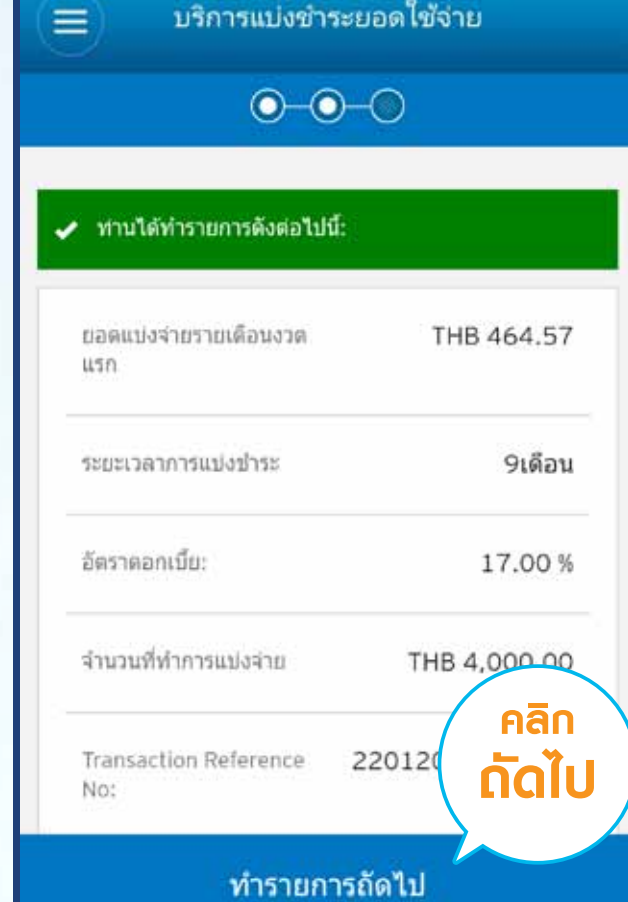 บริการแบ่งชำระยอดใช้จ่าย
ท่านได้ทำรายการดังต่อไปนี้:
ยอดแบ่งจ่ายรายเดือนงวด THB 464.57
แรก
ระยะเวลาการแบ่งชำระ 9เดือน
อัตราดอกเบี้ย: 17.00 %
จำนวนที่ทำการแบ่งจ่าย THB 4,000.00
คลิก
ถัดไป
Transaction Reference
No:
ทำรายการถัดไป